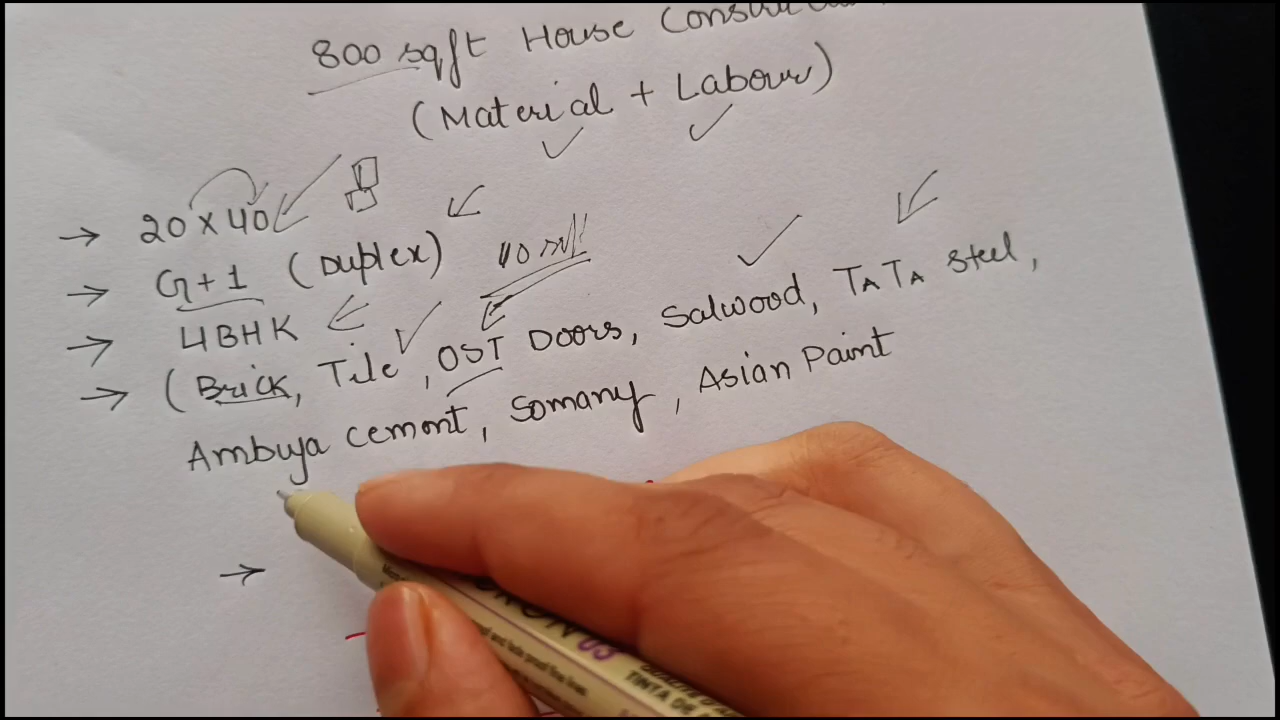 800 sqft House
(Material + Labour)
→ 20 x 40
→ G+1 (Duplex)
→ 4BHK
→ (Brick, Tile, OST Doors, Salwood, TATA Steel,
Ambuja cement, Somany, Asian Paint
→
05